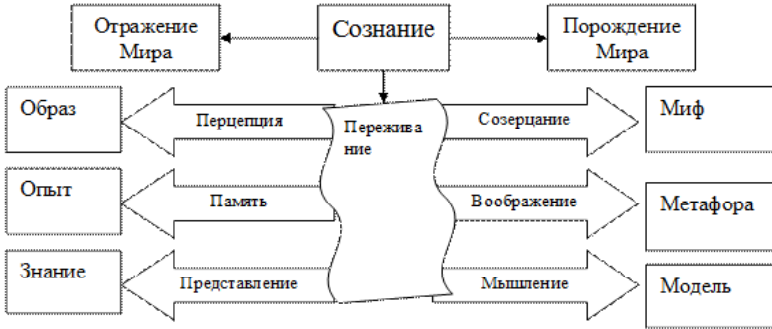 Отражение
Мира
Сознание
Порождение
Мира
Образ
Перцепция
Пережива
ние
Созерцание
Миф
Опыт
Память
Воображение
Метафора
Знание
Представление
Мышление
Модель